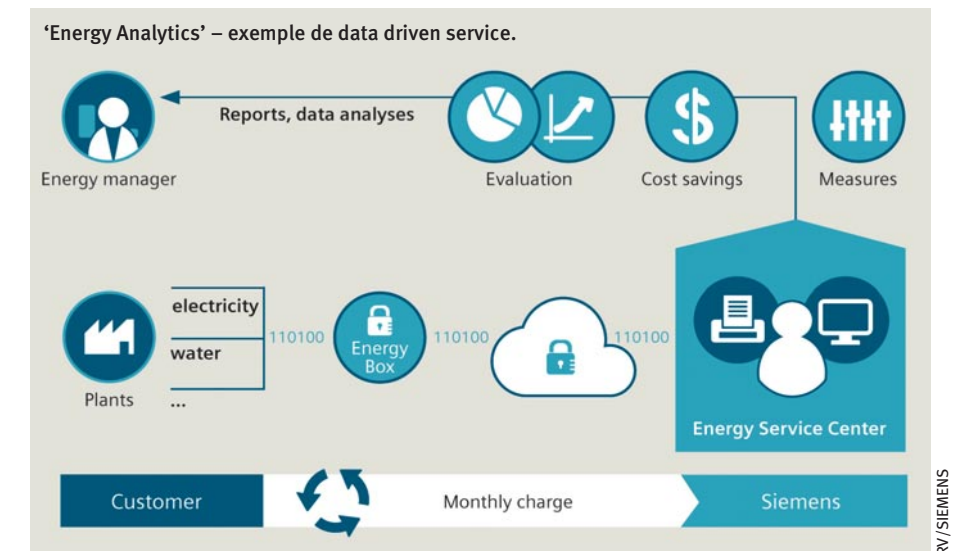 ‘Energy Analytics’ – exemple de data driven service.
Reports, data analyses
Energy manager
Evaluation
Cost savings
Measures
electricity
water
...
Plants
110100
Energy
Box
110100
110100
Energy Service Center
Customer
Monthly charge
Siemens
RV/SIEMENS